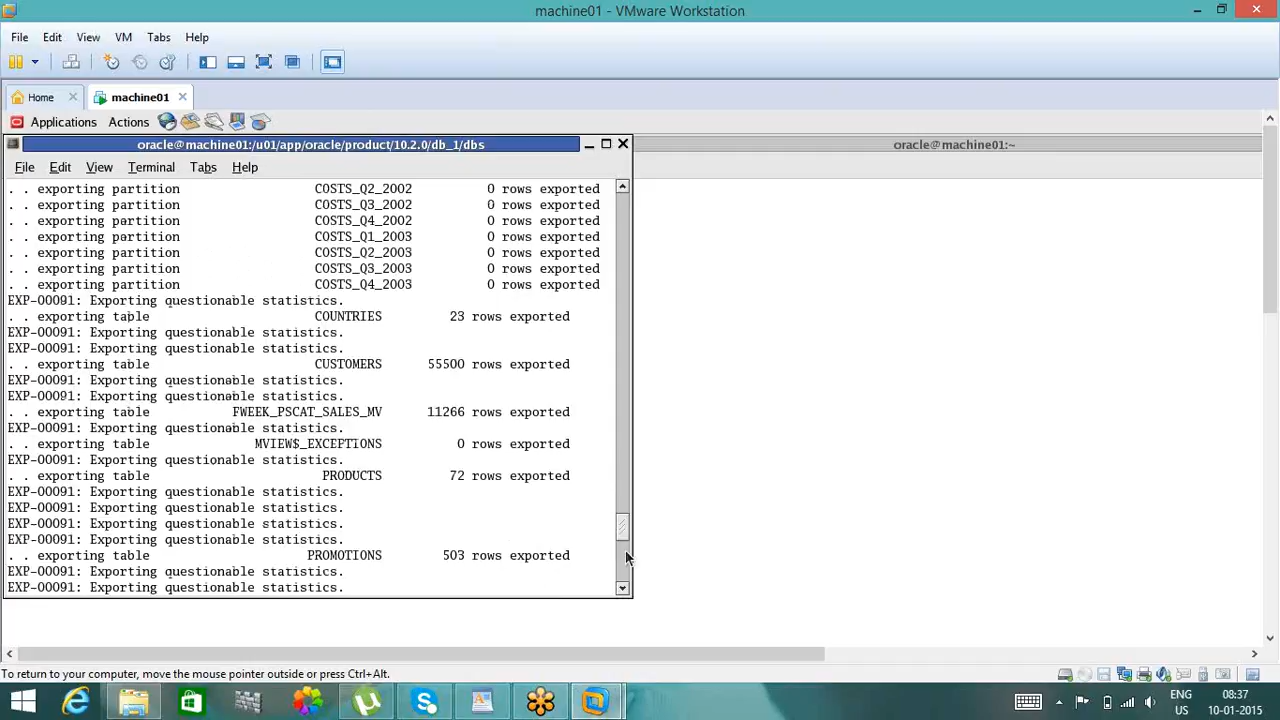 machine01 - VMware Workstation
File Edit View VM Tabs Help
Home machine01
Applications Actions
oracle@machine01:/u01/app/oracle/product/10.2.0/db_1/dbs
oracle@machine01:~
File Edit View Terminal Tabs Help
. . exporting partition COSTS_Q2_2002 0 rows exported
. . exporting partition COSTS_Q3_2002 0 rows exported
. . exporting partition COSTS_Q4_2002 0 rows exported
. . exporting partition COSTS_Q1_2003 0 rows exported
. . exporting partition COSTS_Q2_2003 0 rows exported
. . exporting partition COSTS_Q3_2003 0 rows exported
. . exporting partition COSTS_Q4_2003 0 rows exported
EXP-00091: Exporting questionable statistics.
. . exporting table COUNTRIES 23 rows exported
EXP-00091: Exporting questionable statistics.
EXP-00091: Exporting questionable statistics.
. . exporting table CUSTOMERS 55500 rows exported
EXP-00091: Exporting questionable statistics.
EXP-00091: Exporting questionable statistics.
. . exporting table FWEEK_PSCAT_SALES_MV 11266 rows exported
EXP-00091: Exporting questionable statistics.
. . exporting table MVIEW$_EXCEPTIONS 0 rows exported
EXP-00091: Exporting questionable statistics.
. . exporting table PRODUCTS 72 rows exported
EXP-00091: Exporting questionable statistics.
EXP-00091: Exporting questionable statistics.
EXP-00091: Exporting questionable statistics.
EXP-00091: Exporting questionable statistics.
. . exporting table PROMOTIONS 503 rows exported
EXP-00091: Exporting questionable statistics.
EXP-00091: Exporting questionable statistics.
To return to your computer, move the mouse pointer outside or press Ctrl+Alt.
ENG 08:37
US 10-01-2015